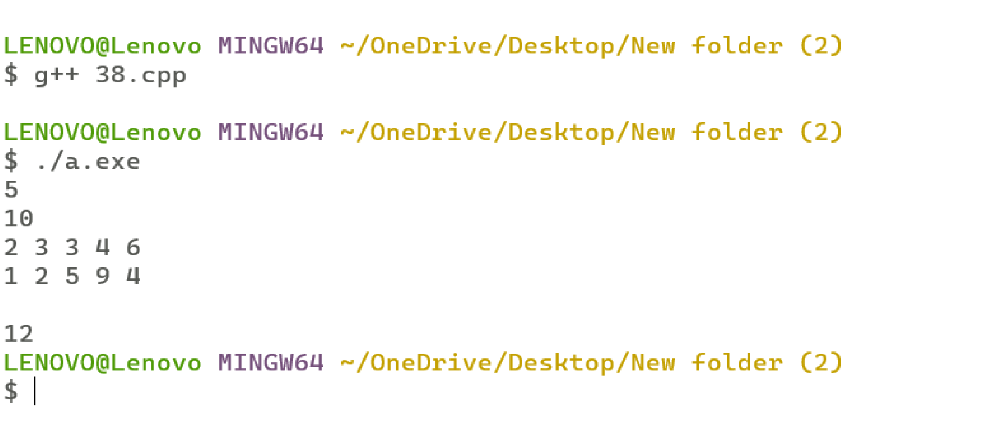 LENOVO@Lenovo MINGW64 ~/OneDrive/Desktop/New folder (2)
$ g++ 38.cpp
LENOVO@Lenovo MINGW64 ~/OneDrive/Desktop/New folder (2)
$ ./a.exe
5
10
2 3 3 4 6
1 2 5 9 4
12
LENOVO@Lenovo MINGW64 ~/OneDrive/Desktop/New folder (2)
$